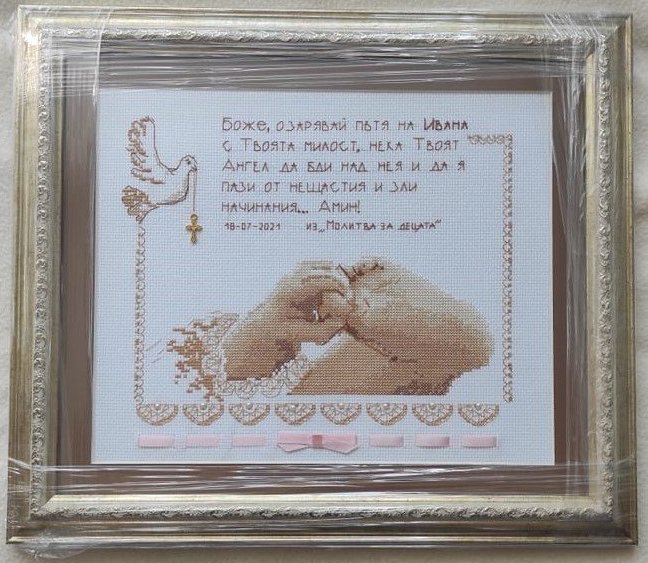 Боже, озарявай пътя на Ивана
с Твоята милост, нека Твоят
Ангел да бди над нея и да я
пази от нещастия и зли
начинания... Амин!
18-07-2021 из „Молитва за децата"